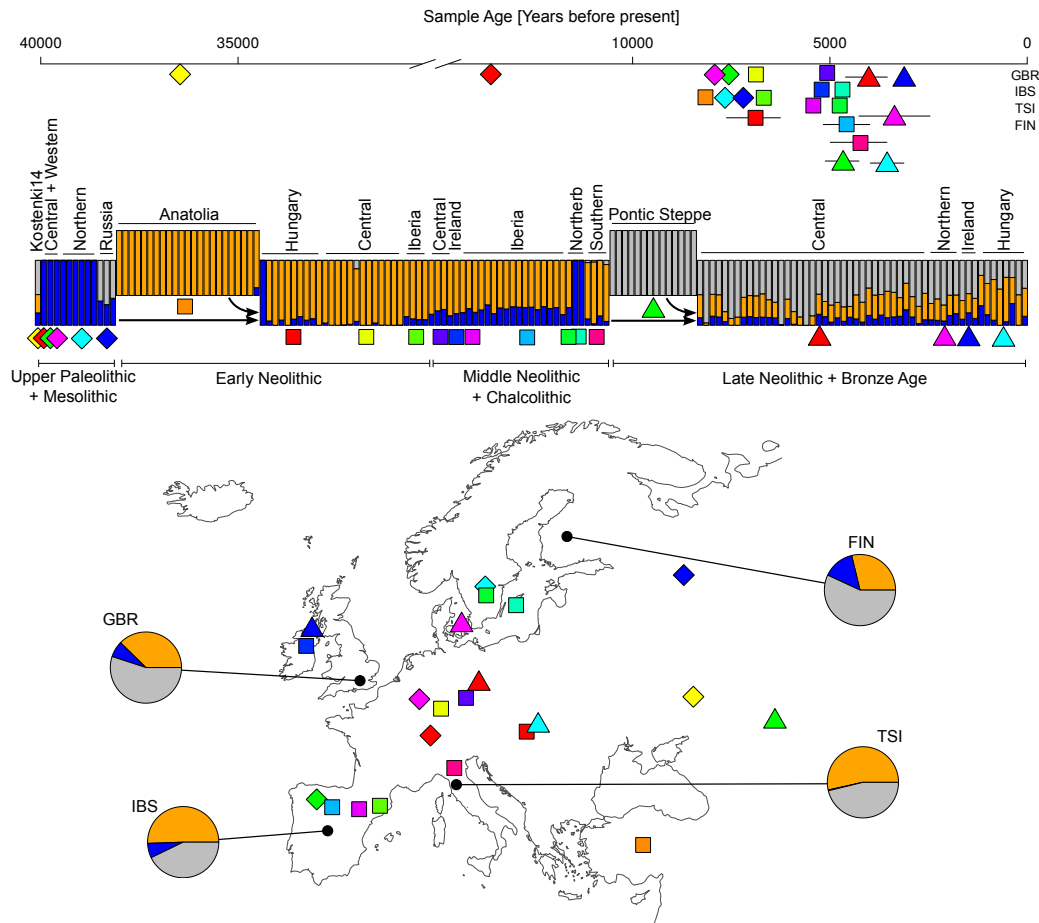 Sample Age [Years before present]
40000 35000 10000 5000 0
GBR
IBS
TSI
FIN
Kostenki14
Central + Western
Northern
Russia
Anatolia
Hungary
Central
Iberia
Central
Ireland
Iberia
Northerb
Southern
Pontic Steppe
Central
Northern
Ireland
Hungary
Upper Paleolithic
+ Mesolithic
Early Neolithic
Middle Neolithic
+ Chalcolithic
Late Neolithic + Bronze Age
FIN
GBR
TSI
IBS